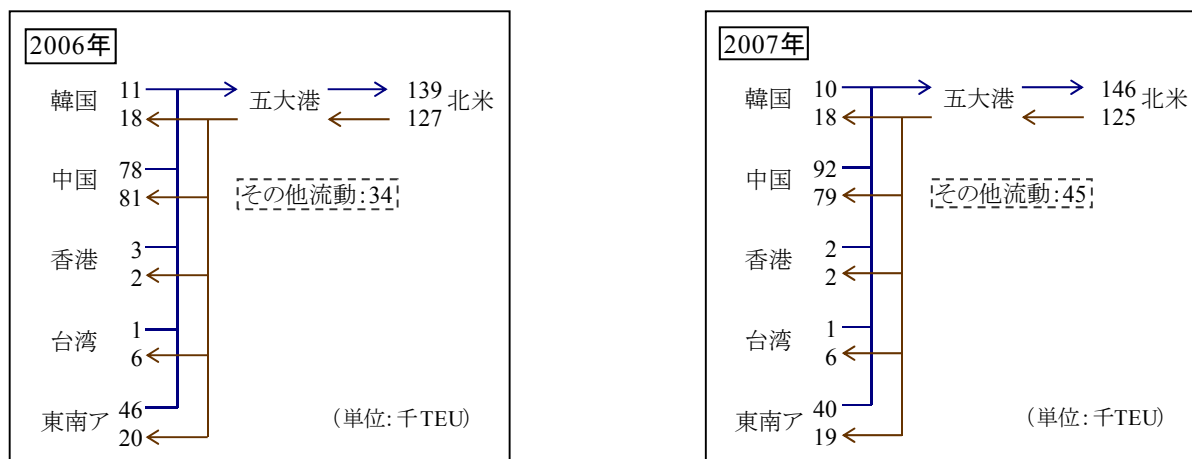 2006年
韓国 11 五大港 139 北米
18 127
中国 78
81
その他流動:34
香港 3
2
台湾 1
6
東南ア 46
20
(単位:千TEU)
2007年
韓国 10 五大港 146 北米
18 125
中国 92
79
その他流動:45
香港 2
2
台湾 1
6
東南ア 40
19
(単位:千TEU)